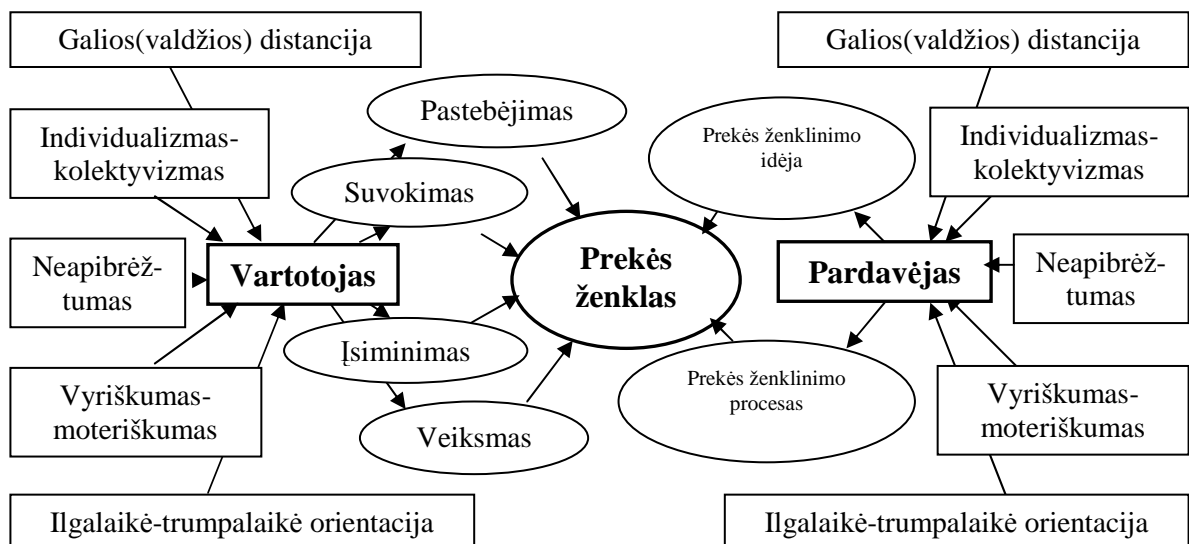 Galios(valdžios) distancija
Galios(valdžios) distancija
Pastebėjimas
Individualizmas-
kolektyvizmas
Prekės ženklinimo
idėja
Individualizmas-
kolektyvizmas
Suvokimas
Neapibrėž-
tumas
Vartotojas
Prekės
ženklas
Pardavėjas
Neapibrėž-
tumas
Įsiminimas
Prekės ženklinimo
procesas
Vyriškumas-
moteriškumas
Veiksmas
Vyriškumas-
moteriškumas
Ilgalaikė-trumpalaikė orientacija
Ilgalaikė-trumpalaikė orientacija